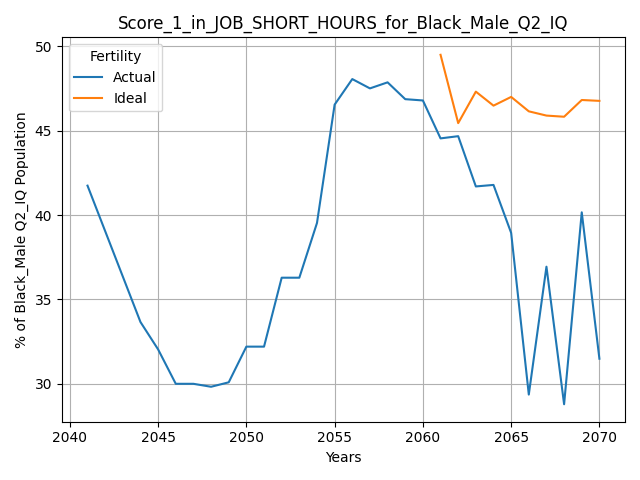 Score_1_in_JOB_SHORT_HOURS_for_Black_Male_Q2_IQ
Fertility
Actual
Ideal
% of Black_Male Q2_IQ Population
50
45
40
35
30
2040
2045
2050
2055
2060
2065
2070
Years